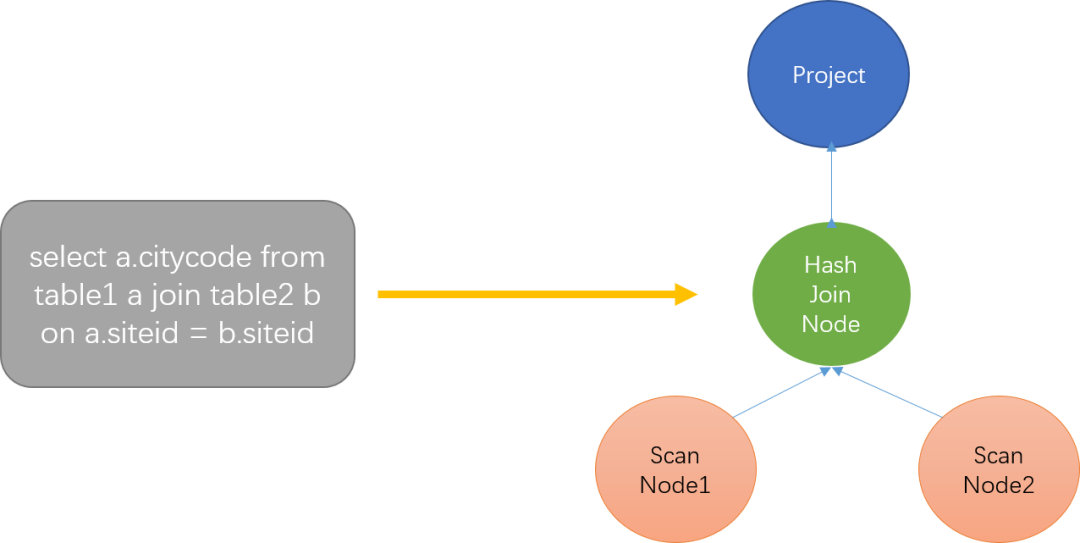 select a.citycode from
table1 a join table2 b
on a.siteid = b.siteid
Project
Hash
Join
Node
Scan
Node1
Scan
Node2